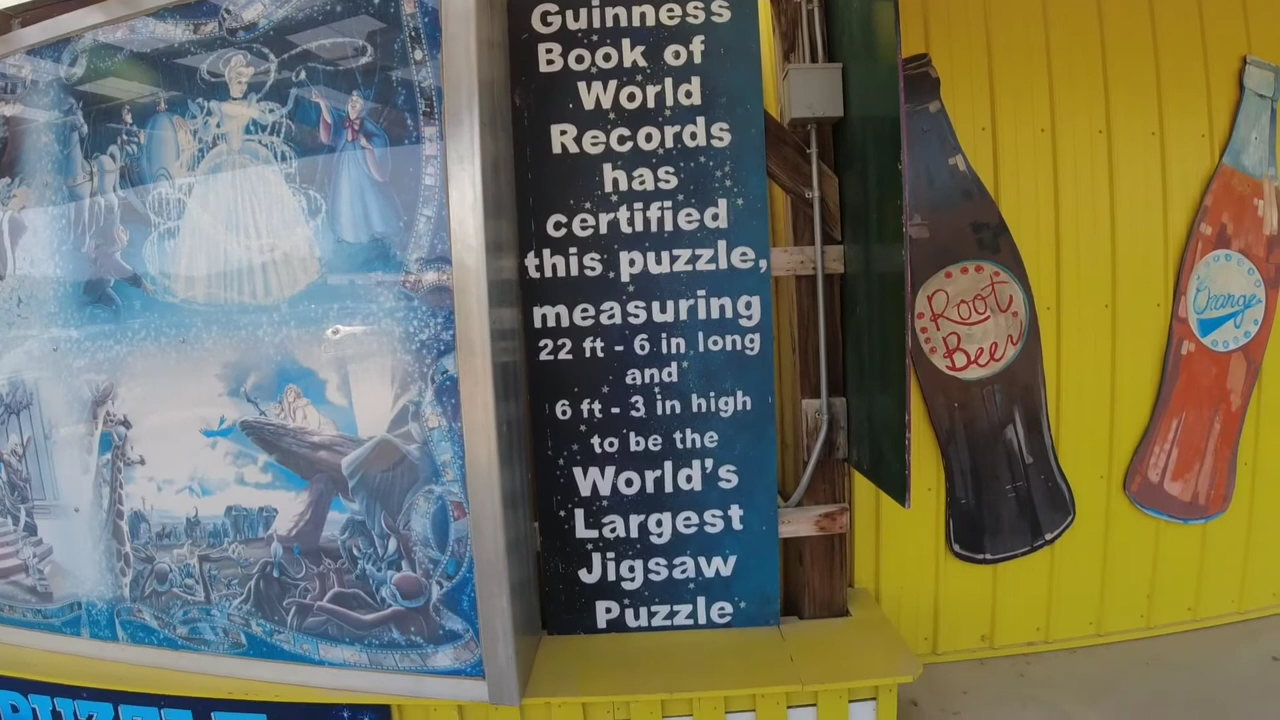 Guinness
Book of
World
Records
has
certified
this puzzle,
measuring
22 ft - 6 in long
and
6 ft - 3 in high
to be the
World's
Largest
Jigsaw
Puzzle
Root
Beer
Orange